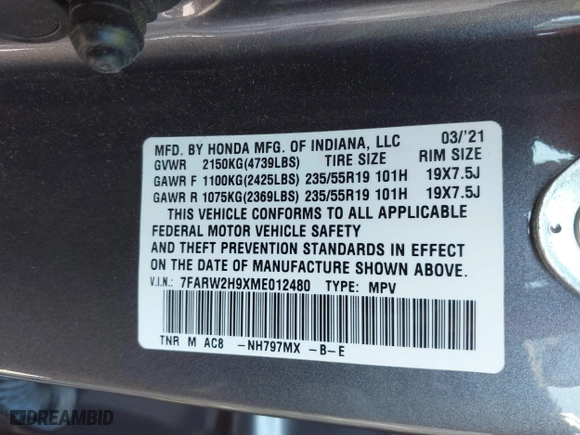 MFD. BY HONDA MFG. OF INDIANA, LLC 03/'21
GVWR 2150KG(4739LBS) TIRE SIZE RIM SIZE
GAWR F 1100KG(2425LBS) 235/55R19 101H 19X7.5J
GAWR R 1075KG(2369LBS) 235/55R19 101H 19X7.5J
THIS VEHICLE CONFORMS TO ALL APPLICABLE
FEDERAL MOTOR VEHICLE SAFETY
AND THEFT PREVENTION STANDARDS IN EFFECT
ON THE DATE OF MANUFACTURE SHOWN ABOVE.
V.I.N.: 7FARW2H9XME012480 TYPE: MPV
TNR M AC8 -NH797MX -B-E
DREAMBID